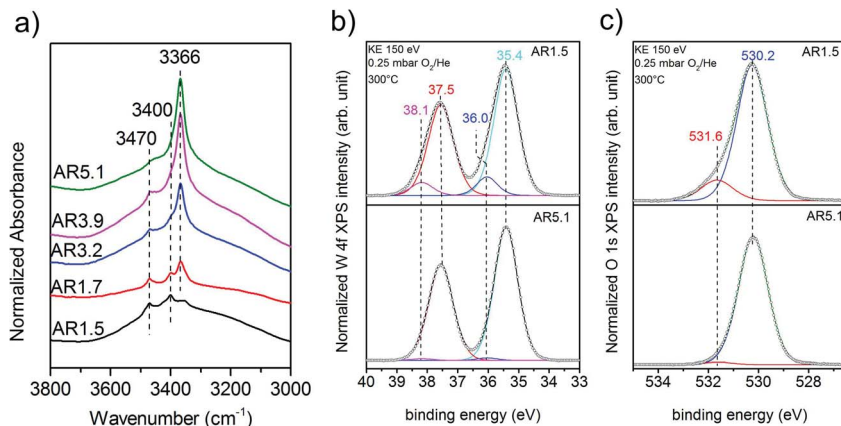 a)
3366
3400
3470
AR5.1
AR3.9
AR3.2
AR1.7
AR1.5
Normalized Absorbance
3800 3600 3400 3200 3000
Wavenumber (cm-1)
b)
KE 150 eV
0.25 mbar O2/He
300°C
AR1.5
35.4
37.5
38.1
36.0
AR5.1
Normalized W 4f XPS intensity (arb. unit)
40 39 38 37 36 35 34 33
binding energy (eV)
c)
KE 150 eV
0.25 mbar O2/He
300°C
AR1.5
530.2
531.6
AR5.1
Normalized O 1s XPS intensity (arb. unit)
534 532 530 528 526
binding energy (eV)